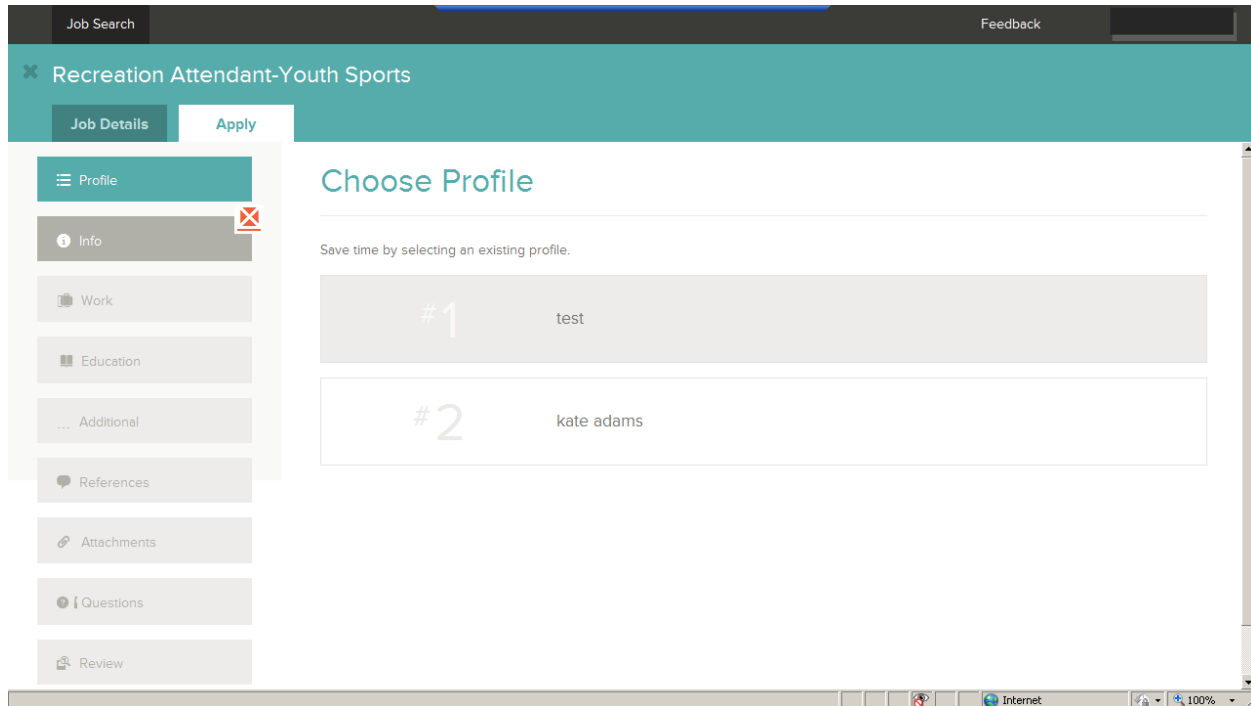 Job Search
Feedback
Recreation Attendant-Youth Sports
Job Details
Apply
Profile
Choose Profile
Info
Save time by selecting an existing profile.
Work
#1
test
Education
#2
kate adams
... Additional
References
Attachments
Questions
Review
Internet
100%